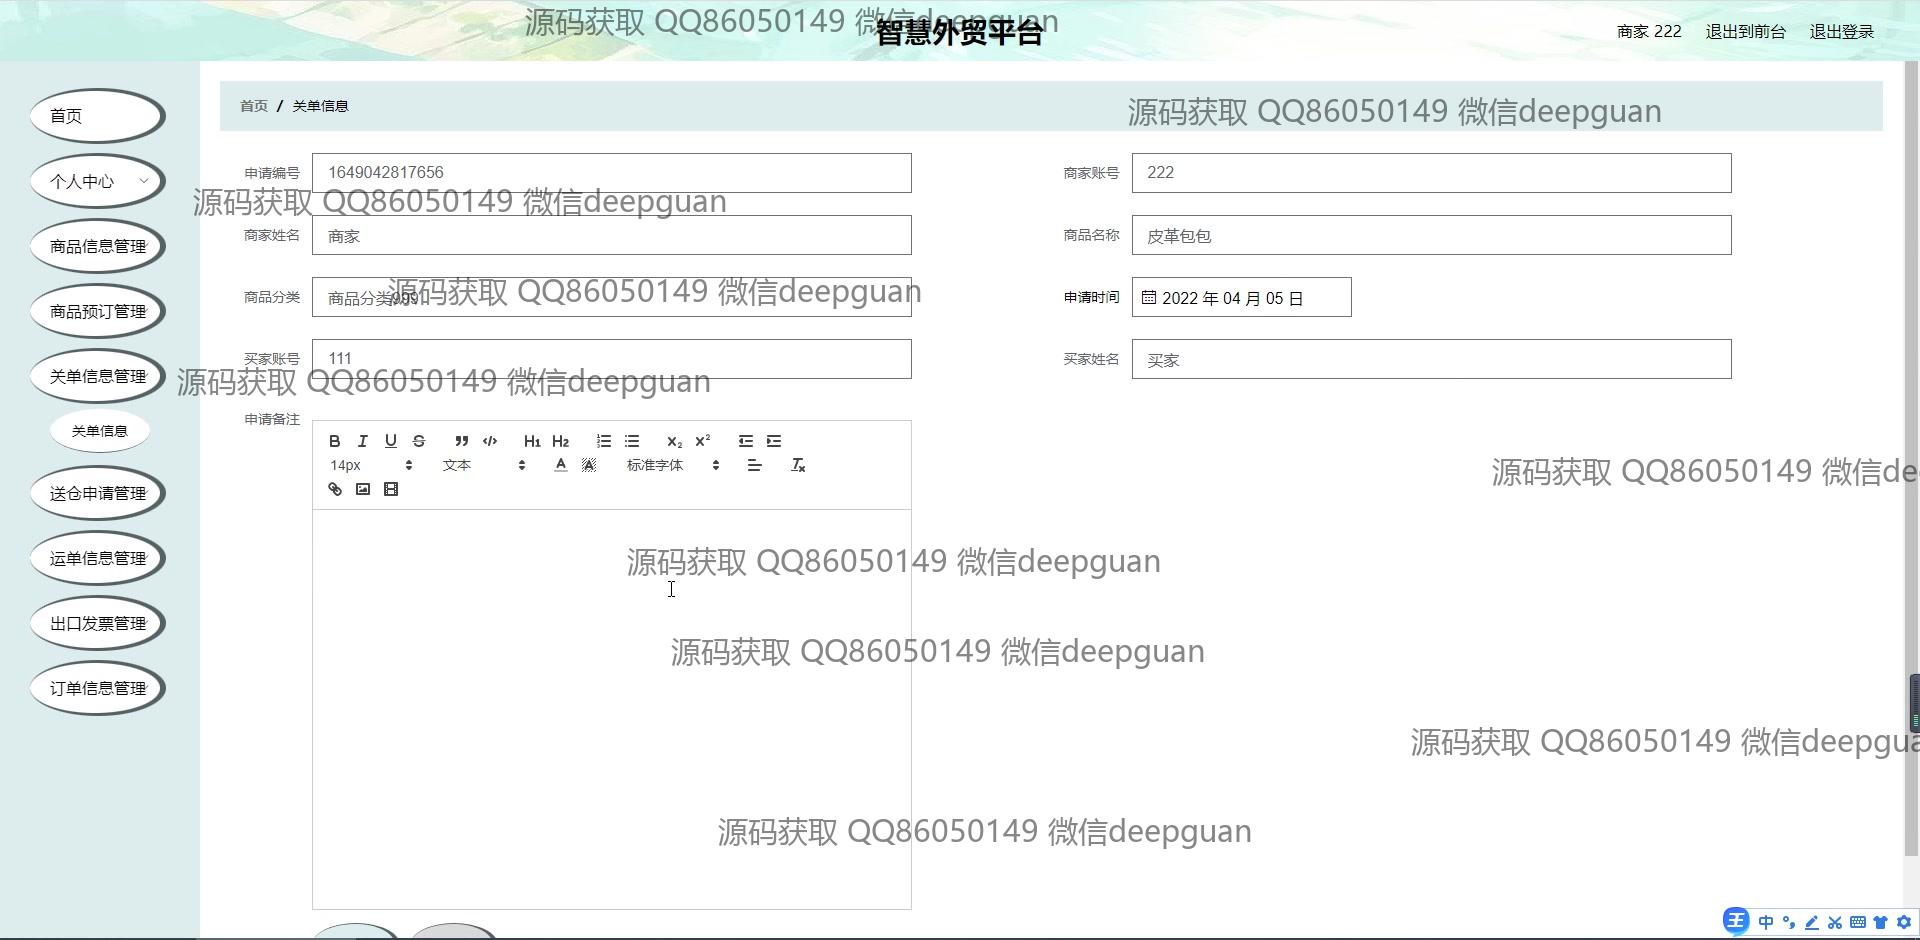 源码获取 QQ86050149 微信deepguan
智慧外贸平台
商家 222 退出到前台 退出登录
首页 / 关单信息
源码获取 QQ86050149 微信deepguan
首页
个人中心
商品信息管理
商品预订管理
关单信息管理
关单信息
送仓申请管理
运单信息管理
出口发票管理
订单信息管理
申请编号 1649042817656
商家账号 222
源码获取 QQ86050149 微信deepguan
商家姓名 商家
商品名称 皮革包包
源码获取 QQ86050149 微信deepguan
商品分类 商品分类999
申请时间 2022 年 04 月 05 日
买家账号 111
买家姓名 买家
源码获取 QQ86050149 微信deepguan
申请备注
B I U S H1 H2 X2 X2
14px 文本 A A 标准字体 Tx
源码获取 QQ86050149 微信de
源码获取 QQ86050149 微信deepguan
源码获取 QQ86050149 微信deepguan
源码获取 QQ86050149 微信deepgua
源码获取 QQ86050149 微信deepguan
王 中